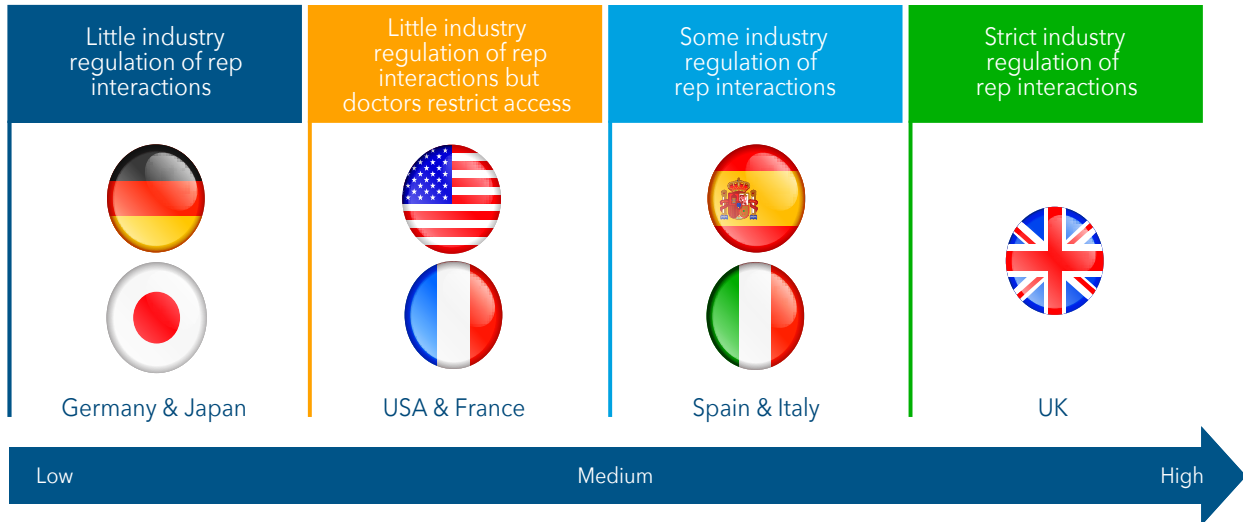 Little industry
regulation of rep
interactions
Little industry
regulation of rep
interactions but
doctors restrict access
Some industry
regulation of
rep interactions
Strict industry
regulation of
rep interactions
Germany & Japan
USA & France
Spain & Italy
UK
Low
Medium
High